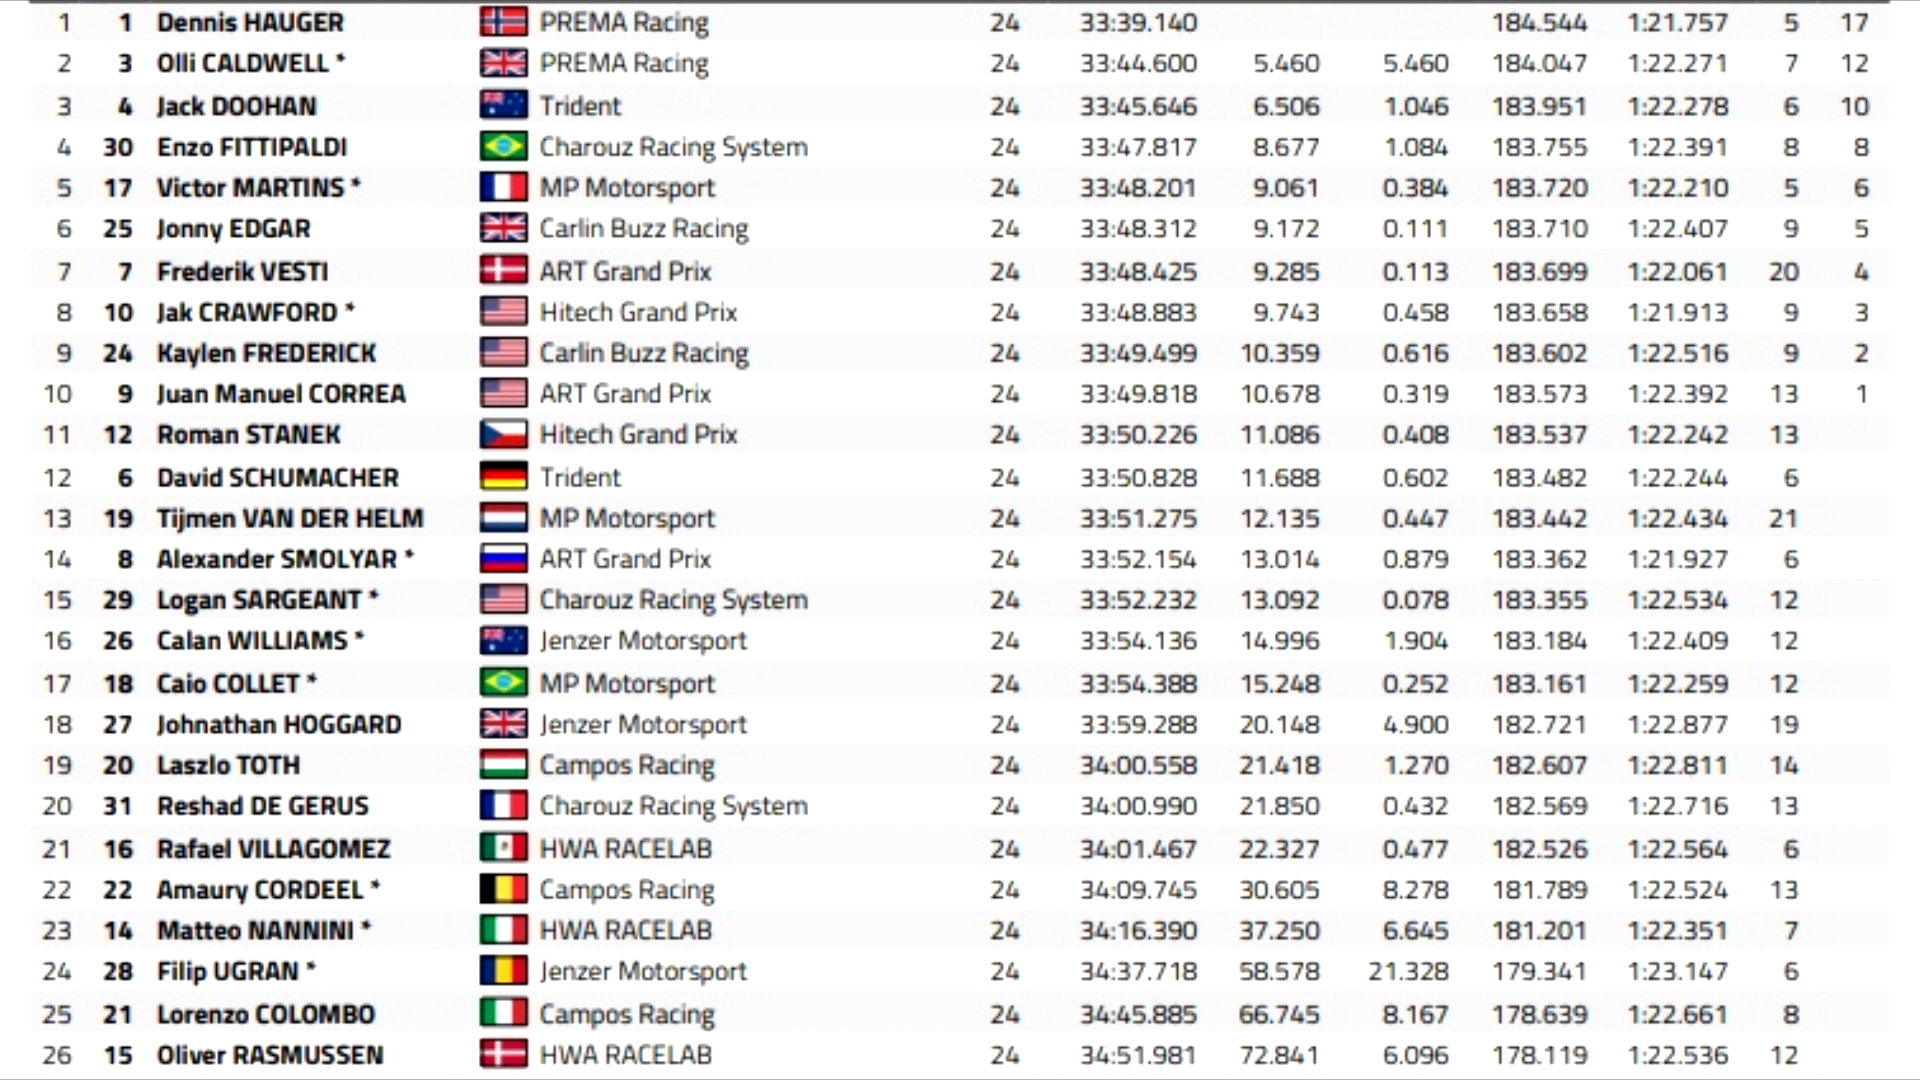 1 1 Dennis HAUGER PREMA Racing 24 33:39.140 184.544 1:21.757 5 17
2 3 Olli CALDWELL * PREMA Racing 24 33:44.600 5.460 5.460 184.047 1:22.271 7 12
3 4 Jack DOOHAN Trident 24 33:45.646 6.506 1.046 183.951 1:22.278 6 10
4 30 Enzo FITTIPALDI Charouz Racing System 24 33:47.817 8.677 1.084 183.755 1:22.391 8 8
5 17 Victor MARTINS * MP Motorsport 24 33:48.201 9.061 0.384 183.720 1:22.210 5 6
6 25 Jonny EDGAR Carlin Buzz Racing 24 33:48.312 9.172 0.111 183.710 1:22.407 9 5
7 7 Frederik VESTI ART Grand Prix 24 33:48.425 9.285 0.113 183.699 1:22.061 20 4
8 10 Jak CRAWFORD * Hitech Grand Prix 24 33:48.883 9.743 0.458 183.658 1:21.913 9 3
9 24 Kaylen FREDERICK Carlin Buzz Racing 24 33:49.499 10.359 0.616 183.602 1:22.516 9 2
10 9 Juan Manuel CORREA ART Grand Prix 24 33:49.818 10.678 0.319 183.573 1:22.392 13 1
11 12 Roman STANEK Hitech Grand Prix 24 33:50.226 11.086 0.408 183.537 1:22.242 13
12 6 David SCHUMACHER Trident 24 33:50.828 11.688 0.602 183.482 1:22.244 6
13 19 Tijmen VAN DER HELM MP Motorsport 24 33:51.275 12.135 0.447 183.442 1:22.434 21
14 8 Alexander SMOLYAR * ART Grand Prix 24 33:52.154 13.014 0.879 183.362 1:21.927 6
15 29 Logan SARGEANT * Charouz Racing System 24 33:52.232 13.092 0.078 183.355 1:22.534 12
16 26 Calan WILLIAMS * Jenzer Motorsport 24 33:54.136 14.996 1.904 183.184 1:22.409 12
17 18 Caio COLLET * MP Motorsport 24 33:54.388 15.248 0.252 183.161 1:22.259 12
18 27 Johnathan HOGGARD Jenzer Motorsport 24 33:59.288 20.148 4.900 182.721 1:22.877 19
19 20 Laszlo TOTH Campos Racing 24 34:00.558 21.418 1.270 182.607 1:22.811 14
20 31 Reshad DE GERUS Charouz Racing System 24 34:00.990 21.850 0.432 182.569 1:22.716 13
21 16 Rafael VILLAGOMEZ HWA RACELAB 24 34:01.467 22.327 0.477 182.526 1:22.564 6
22 22 Amaury CORDEEL * Campos Racing 24 34:09.745 30.605 8.278 181.789 1:22.524 13
23 14 Matteo NANNINI * HWA RACELAB 24 34:16.390 37.250 6.645 181.201 1:22.351 7
24 28 Filip UGRAN * Jenzer Motorsport 24 34:37.718 58.578 21.328 179.341 1:23.147 6
25 21 Lorenzo COLOMBO Campos Racing 24 34:45.885 66.745 8.167 178.639 1:22.661 8
26 15 Oliver RASMUSSEN HWA RACELAB 24 34:51.981 72.841 6.096 178.119 1:22.536 12